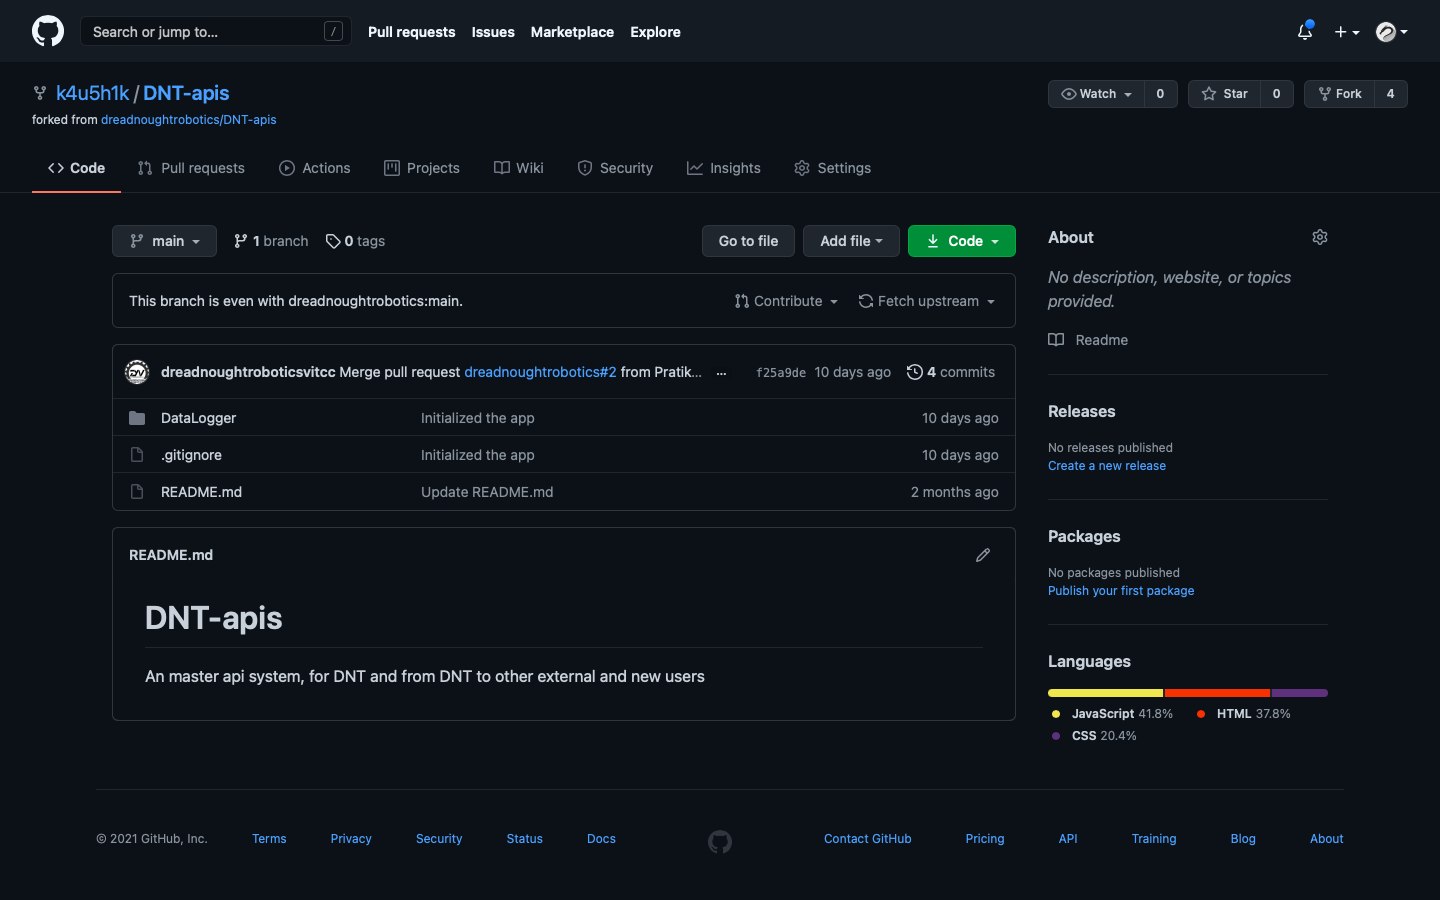 Search or jump to... /
Pull requests Issues Marketplace Explore
k4u5h1k / DNT-apis
forked from dreadnoughtrobotics/DNT-apis
Watch 0 Star 0 Fork 4
Code Pull requests Actions Projects Wiki Security Insights Settings
main 1 branch 0 tags Go to file Add file Code
This branch is even with dreadnoughtrobotics:main. Contribute Fetch upstream
dreadnoughtroboticsvitcc Merge pull request dreadnoughtrobotics#2 from Pratik... ... f25a9de 10 days ago 4 commits
DataLogger Initialized the app 10 days ago
.gitignore Initialized the app 10 days ago
README.md Update README.md 2 months ago
README.md
DNT-apis
An master api system, for DNT and from DNT to other external and new users
About
No description, website, or topics
provided.
Readme
Releases
No releases published
Create a new release
Packages
No packages published
Publish your first package
Languages
JavaScript 41.8% HTML 37.8%
CSS 20.4%
© 2021 GitHub, Inc. Terms Privacy Security Status Docs Contact GitHub Pricing API Training Blog About